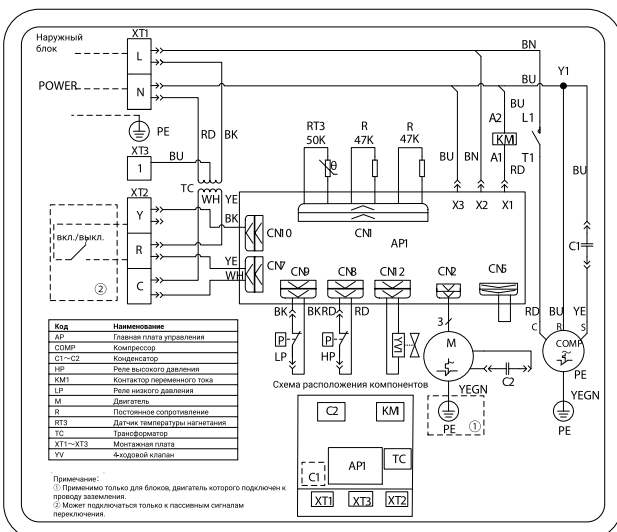 Наружный
блок
XT1
L
BN
POWER
N
BU
Y1
PE
RD
BK
RT3
50K
R
47K
R
47K
θ
BU
BN
A2
BU
L1
KM
A1
RD
T1
BU
XT3
1
BU
TC
WH
YE
X3
X2
X1
XT2
Y
R
C
вкл./выкл.
②
BK
CN10
CN1
AP1
YE
CN7
WH
CN9
CN8
CN12
CN2
CN5
C1
BK
BK
RD
RD
P
LP
P
HP
YV
3
M
C2
RD
BU
YE
C
R
S
COMP
PE
YEGN
YEGN
PE
①
PE
Код Наименование
AP Главная плата управления
COMP Компрессор
C1~C2 Конденсатор
HP Реле высокого давления
KM1 Контактор переменного тока
LP Реле низкого давления
M Двигатель
R Постоянное сопротивление
RT3 Датчик температуры нагнетания
TC Трансформатор
XT1~XT3 Монтажная плата
YV 4-ходовой клапан
Схема расположения компонентов
C2
KM
AP1
TC
C1
XT1
XT3
XT2
Примечание:
① Применимо только для блоков, двигатель которого подключен к
проводу заземления.
② Может подключаться только к пассивным сигналам
переключения.